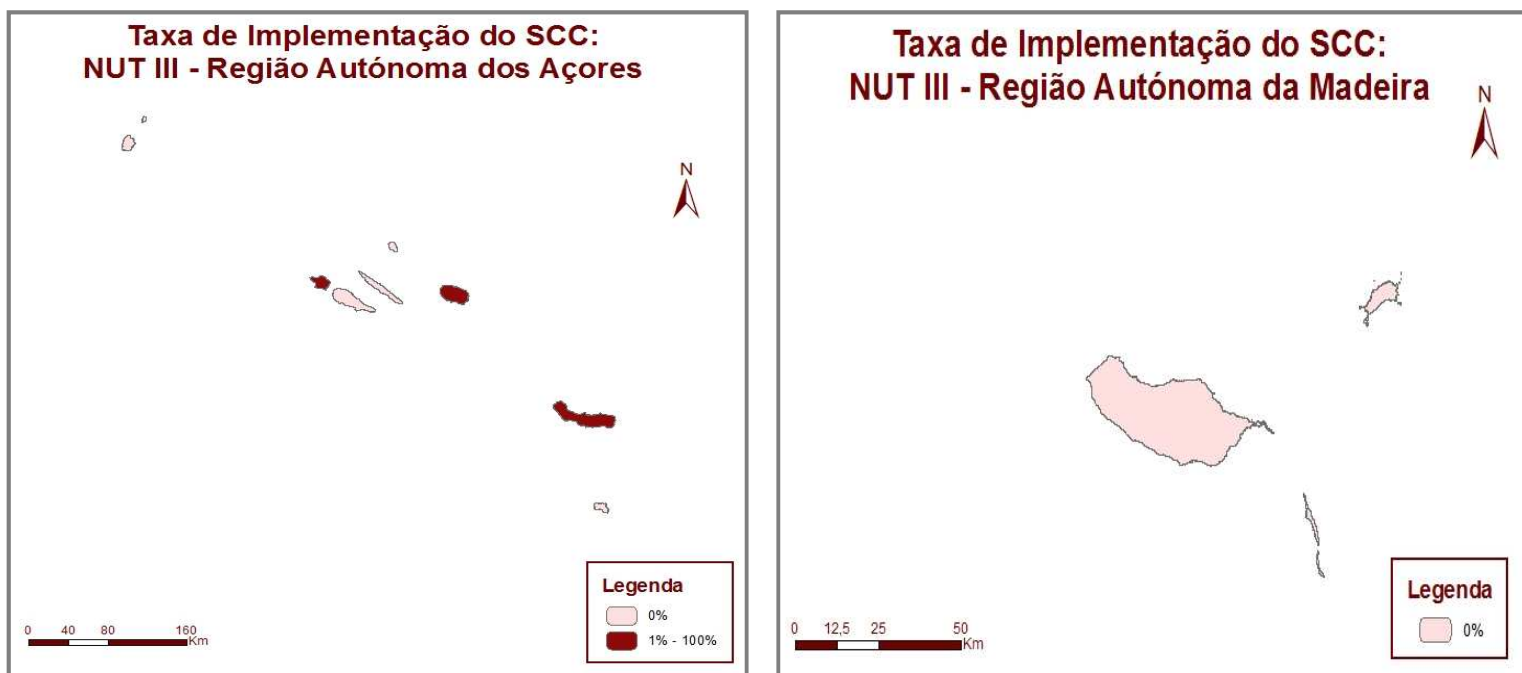 Taxa de Implementação do SCC:
NUT III - Região Autónoma dos Açores
N
Legenda
0%
1% - 100%
0 40 80 160
Km
Taxa de Implementação do SCC:
NUT III - Região Autónoma da Madeira
N
Legenda
0%
0 12,5 25 50
Km